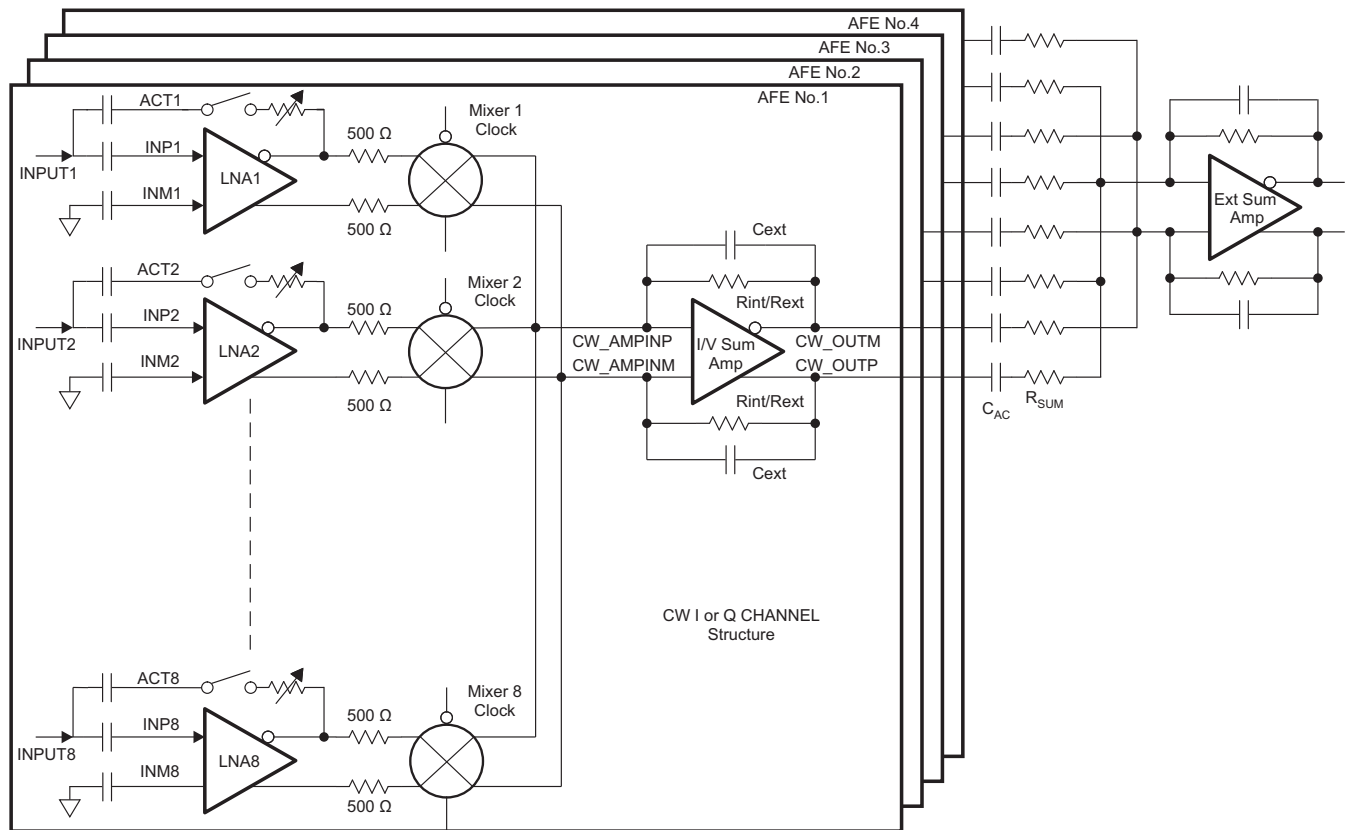 AFE No.4
AFE No.3
AFE No.2
AFE No.1
ACT1
INP1
INPUT1
INM1
LNA1
500 Ω
500 Ω
Mixer 1
Clock
ACT2
INP2
INPUT2
INM2
LNA2
500 Ω
500 Ω
Mixer 2
Clock
Cext
Rint/Rext
CW_AMPINP
CW_AMPINM
I/V Sum
Amp
CW_OUTM
CW_OUTP
Rint/Rext
Cext
CAC
RSUM
Ext Sum
Amp
CW I or Q CHANNEL
Structure
ACT8
INP8
INPUT8
INM8
LNA8
500 Ω
500 Ω
Mixer 8
Clock